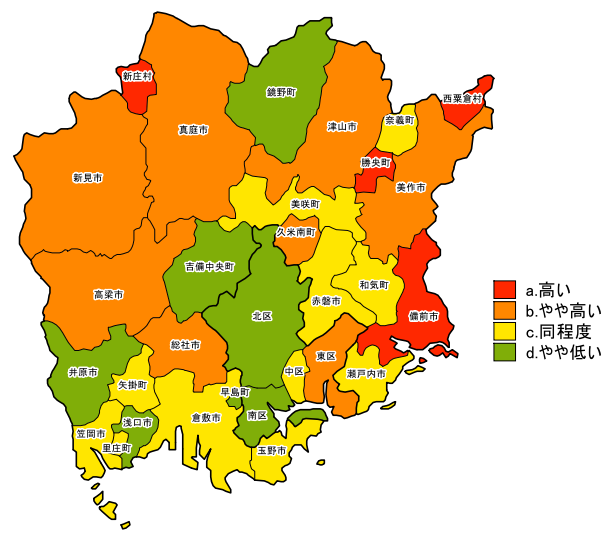 新庄村
鏡野町
西粟倉村
奈義町
真庭市
津山市
勝央町
新見市
美作市
美咲町
久米南町
吉備中央町
和気町
高梁市
赤磐市
北区
備前市
総社市
東区
中区
瀬戸内市
井原市
矢掛町
早島町
浅口市
倉敷市
南区
笠岡市
里庄町
玉野市
a.高い
b.やや高い
c.同程度
d.やや低い